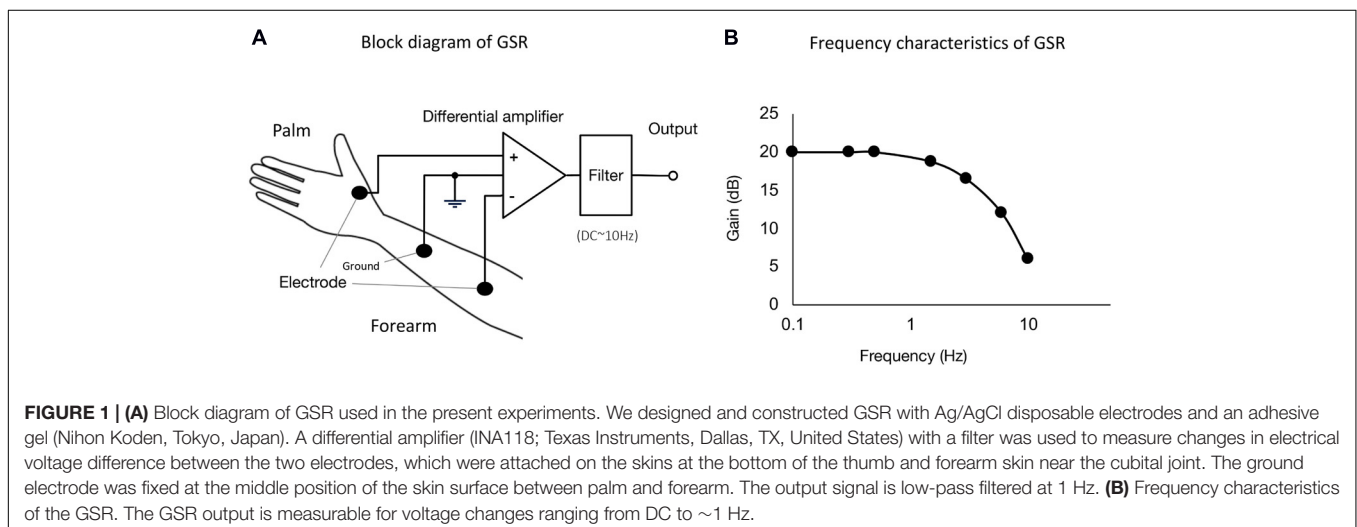 A
Block diagram of GSR
Palm
Differential amplifier
Output
+
-
Filter
(DC~10Hz)
Ground
Electrode
Forearm
B
Frequency characteristics of GSR
25
20
15
10
5
0
Gain (dB)
0.1
1
10
Frequency (Hz)
FIGURE 1 | (A) Block diagram of GSR used in the present experiments. We designed and constructed GSR with Ag/AgCl disposable electrodes and an adhesive
gel (Nihon Koden, Tokyo, Japan). A differential amplifier (INA118; Texas Instruments, Dallas, TX, United States) with a filter was used to measure changes in electrical
voltage difference between the two electrodes, which were attached on the skins at the bottom of the thumb and forearm skin near the cubital joint. The ground
electrode was fixed at the middle position of the skin surface between palm and forearm. The output signal is low-pass filtered at 1 Hz. (B) Frequency characteristics
of the GSR. The GSR output is measurable for voltage changes ranging from DC to ∼1 Hz.